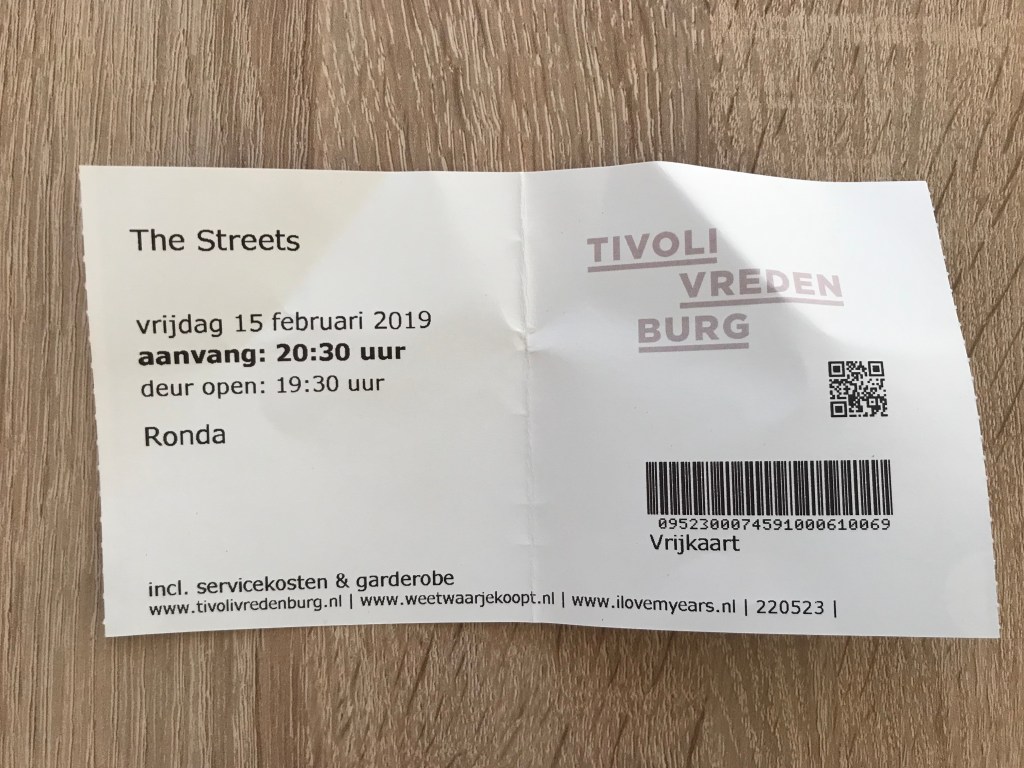 The Streets
vrijdag 15 februari 2019
aanvang: 20:30 uur
deur open: 19:30 uur
Ronda
TIVOLI
VREDEN
BURG
0952300074591000610069
Vrijkaart
incl. servicekosten & garderobe
www.tivolivredenburg.nl | www.weetwaarjekoopt.nl | www.ilovemyears.nl | 220523 |